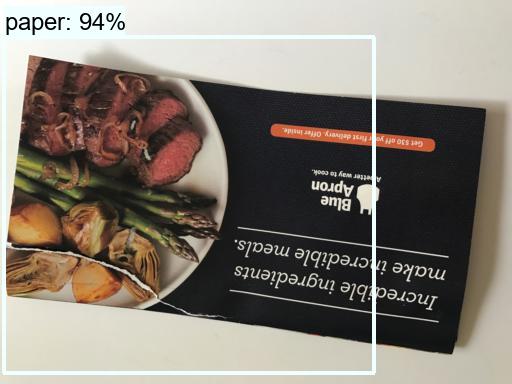 paper: 94%
Incredible ingredients
make incredible meals.
Blue
Apron
A better way to cook.
Get $30 off your first delivery. Offer inside.